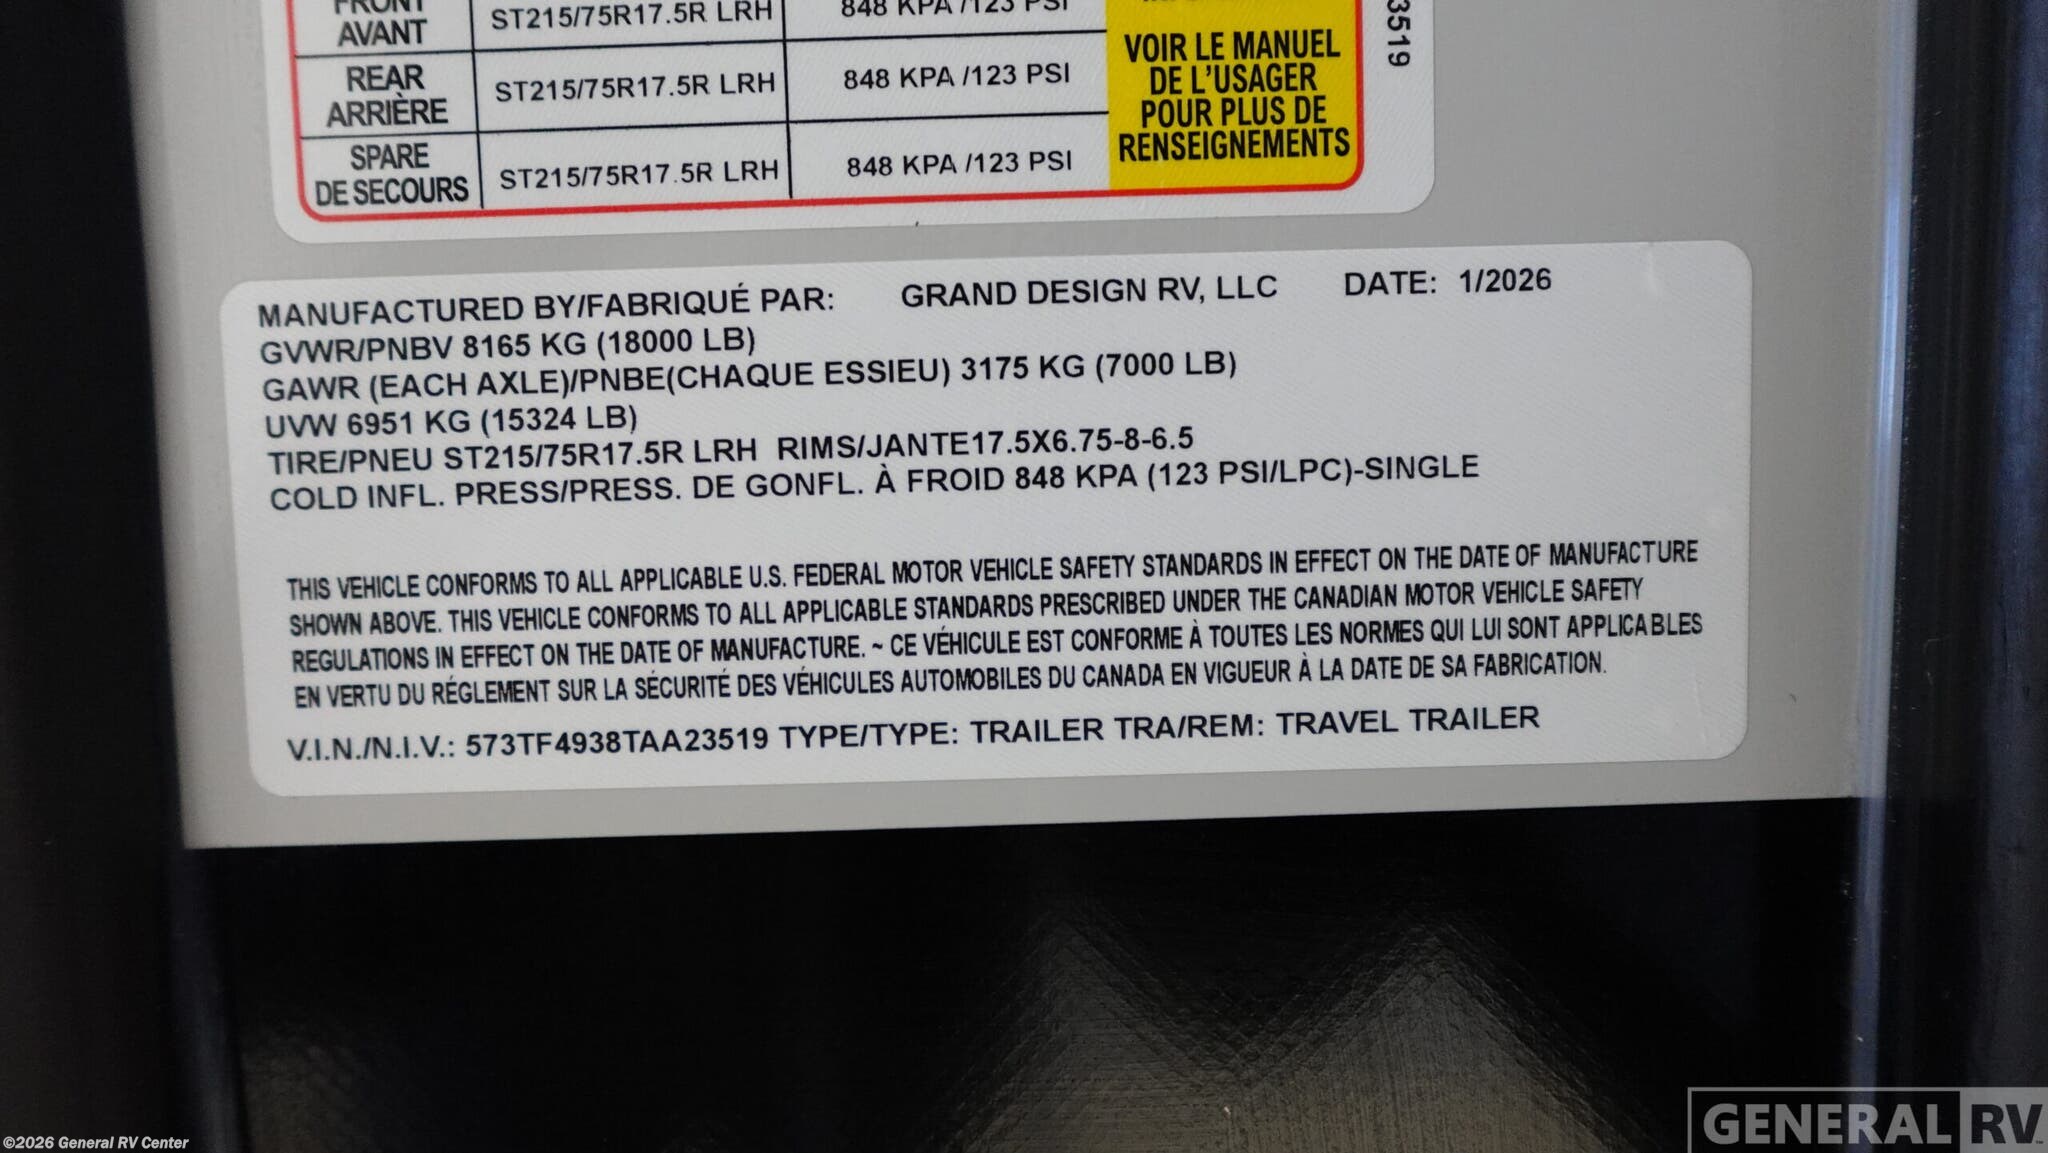 FRONT
AVANT
ST215/75R17.5R LRH
848 KPA /123 PSI
REAR
ARRIÈRE
ST215/75R17.5R LRH
848 KPA /123 PSI
SPARE
DE SECOURS
ST215/75R17.5R LRH
848 KPA /123 PSI
VOIR LE MANUEL
DE L'USAGER
POUR PLUS DE
RENSEIGNEMENTS
3519
MANUFACTURED BY/FABRIQUÉ PAR: GRAND DESIGN RV, LLC DATE: 1/2026
GVWR/PNBV 8165 KG (18000 LB)
GAWR (EACH AXLE)/PNBE(CHAQUE ESSIEU) 3175 KG (7000 LB)
UVW 6951 KG (15324 LB)
TIRE/PNEU ST215/75R17.5R LRH RIMS/JANTE17.5X6.75-8-6.5
COLD INFL. PRESS/PRESS. DE GONFL. À FROID 848 KPA (123 PSI/LPC)-SINGLE
THIS VEHICLE CONFORMS TO ALL APPLICABLE U.S. FEDERAL MOTOR VEHICLE SAFETY STANDARDS IN EFFECT ON THE DATE OF MANUFACTURE
SHOWN ABOVE. THIS VEHICLE CONFORMS TO ALL APPLICABLE STANDARDS PRESCRIBED UNDER THE CANADIAN MOTOR VEHICLE SAFETY
REGULATIONS IN EFFECT ON THE DATE OF MANUFACTURE. ~ CE VÉHICULE EST CONFORME À TOUTES LES NORMES QUI LUI SONT APPLICABLES
EN VERTU DU RÉGLEMENT SUR LA SÉCURITÉ DES VÉHICULES AUTOMOBILES DU CANADA EN VIGUEUR À LA DATE DE SA FABRICATION.
V.I.N./N.I.V.: 573TF4938TAA23519 TYPE/TYPE: TRAILER TRA/REM: TRAVEL TRAILER
©2026 General RV Center
GENERAL RV